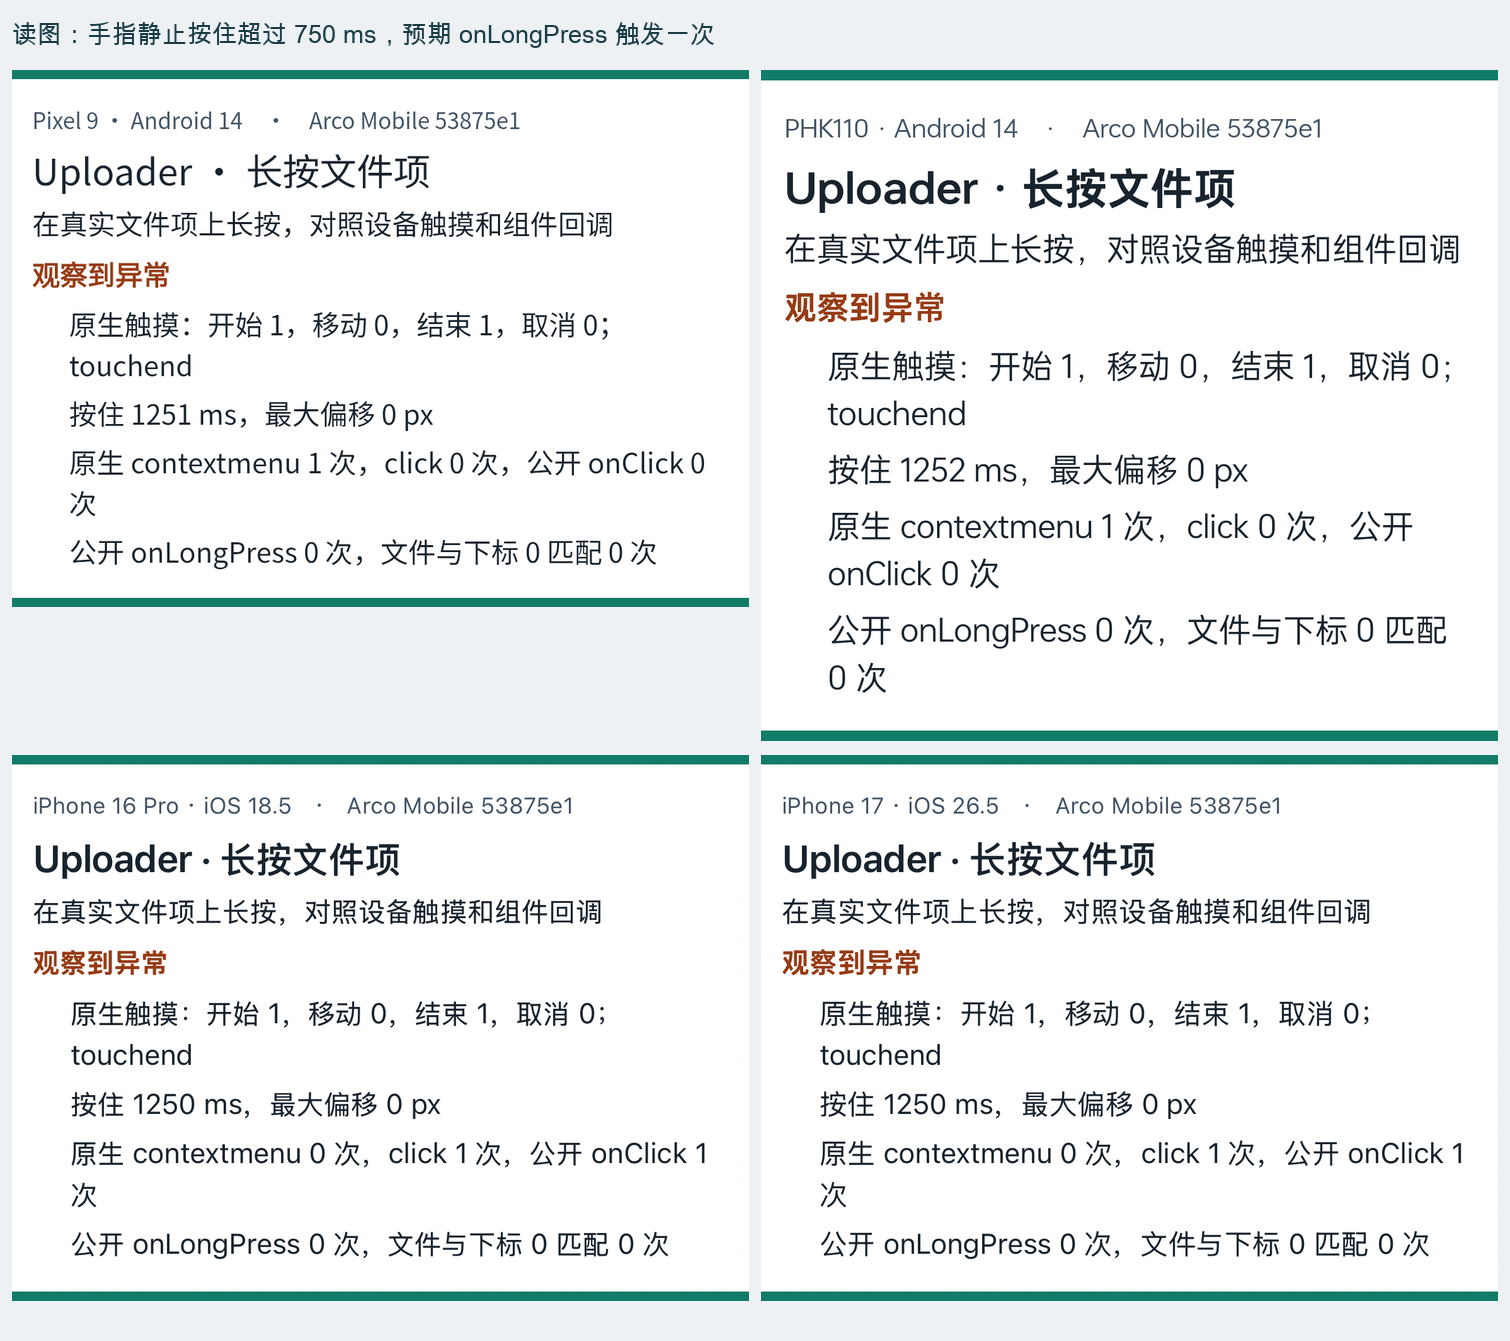 读图：手指静止按住超过 750 ms，预期 onLongPress 触发一次
Pixel 9 · Android 14 · Arco Mobile 53875e1
Uploader · 长按文件项
在真实文件项上长按，对照设备触摸和组件回调
观察到异常
原生触摸：开始 1，移动 0，结束 1，取消 0；
touchend
按住 1251 ms，最大偏移 0 px
原生 contextmenu 1 次，click 0 次，公开 onClick 0
次
公开 onLongPress 0 次，文件与下标 0 匹配 0 次
PHK110 · Android 14 · Arco Mobile 53875e1
Uploader · 长按文件项
在真实文件项上长按，对照设备触摸和组件回调
观察到异常
原生触摸：开始 1，移动 0，结束 1，取消 0；
touchend
按住 1252 ms，最大偏移 0 px
原生 contextmenu 1 次，click 0 次，公开
onClick 0 次
公开 onLongPress 0 次，文件与下标 0 匹配
0 次
iPhone 16 Pro · iOS 18.5 · Arco Mobile 53875e1
Uploader · 长按文件项
在真实文件项上长按，对照设备触摸和组件回调
观察到异常
原生触摸：开始 1，移动 0，结束 1，取消 0；
touchend
按住 1250 ms，最大偏移 0 px
原生 contextmenu 0 次，click 1 次，公开 onClick 1
次
公开 onLongPress 0 次，文件与下标 0 匹配 0 次
iPhone 17 · iOS 26.5 · Arco Mobile 53875e1
Uploader · 长按文件项
在真实文件项上长按，对照设备触摸和组件回调
观察到异常
原生触摸：开始 1，移动 0，结束 1，取消 0；
touchend
按住 1250 ms，最大偏移 0 px
原生 contextmenu 0 次，click 1 次，公开 onClick 1
次
公开 onLongPress 0 次，文件与下标 0 匹配 0 次